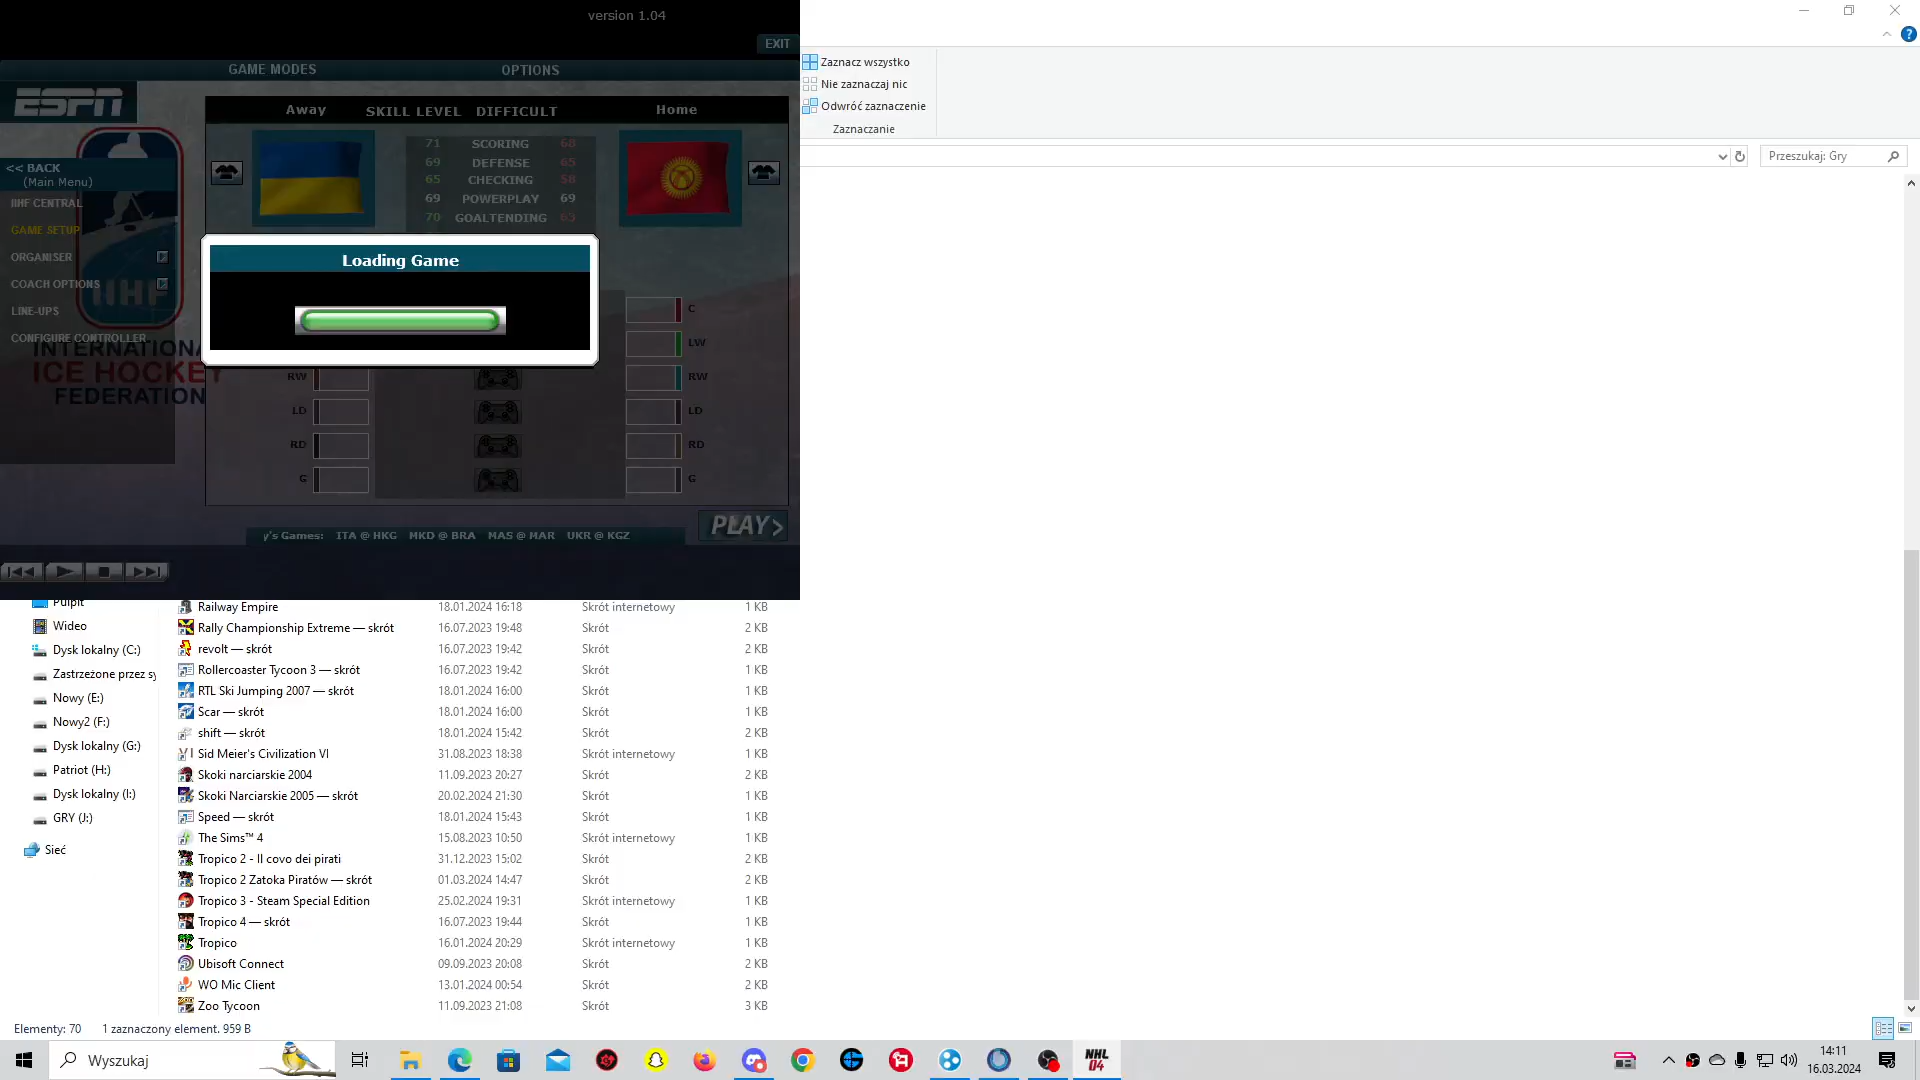 version 1.04
EXIT
GAME MODES
OPTIONS
ESPN
Away
SKILL LEVEL DIFFICULT
Home
71 SCORING 68
69 DEFENSE 65
65 CHECKING 58
69 POWERPLAY 69
70 GOALTENDING 63
<< BACK
(Main Menu)
IIHF CENTRAL
GAME SETUP
ORGANISER
COACH OPTIONS
LINE-UPS
CONFIGURE CONTROLLER
IIHF
INTERNATIONA
ICE HOCKEY
FEDERATION
Loading Game
C
LW
RW RW
LD LD
RD RD
G G
y's Games: ITA @ HKG MKD @ BRA MAS @ MAR UKR @ KGZ
PLAY>
Zaznacz wszystko
Nie zaznaczaj nic
Odwróć zaznaczenie
Zaznaczanie
?
Przeszukaj: Gry
Pulpit
Wideo
Dysk lokalny (C:)
Zastrzeżone przez sy
Nowy (E:)
Nowy2 (F:)
Dysk lokalny (G:)
Patriot (H:)
Dysk lokalny (I:)
GRY (J:)
Sieć
Railway Empire 18.01.2024 16:18 Skrót internetowy 1 KB
Rally Championship Extreme — skrót 16.07.2023 19:48 Skrót 2 KB
revolt — skrót 16.07.2023 19:42 Skrót 2 KB
Rollercoaster Tycoon 3 — skrót 16.07.2023 19:42 Skrót 1 KB
RTL Ski Jumping 2007 — skrót 18.01.2024 16:00 Skrót 1 KB
Scar — skrót 18.01.2024 16:00 Skrót 1 KB
shift — skrót 18.01.2024 15:42 Skrót 2 KB
Sid Meier's Civilization VI 31.08.2023 18:38 Skrót internetowy 1 KB
Skoki narciarskie 2004 11.09.2023 20:27 Skrót 2 KB
Skoki Narciarskie 2005 — skrót 20.02.2024 21:30 Skrót 1 KB
Speed — skrót 18.01.2024 15:43 Skrót 1 KB
The Sims™ 4 15.08.2023 10:50 Skrót internetowy 1 KB
Tropico 2 - Il covo dei pirati 31.12.2023 15:02 Skrót 2 KB
Tropico 2 Zatoka Piratów — skrót 01.03.2024 14:47 Skrót 2 KB
Tropico 3 - Steam Special Edition 25.02.2024 19:31 Skrót internetowy 1 KB
Tropico 4 — skrót 16.07.2023 19:44 Skrót 1 KB
Tropico 16.01.2024 20:29 Skrót internetowy 1 KB
Ubisoft Connect 09.09.2023 20:08 Skrót 2 KB
WO Mic Client 13.01.2024 00:54 Skrót 2 KB
Zoo Tycoon 11.09.2023 21:08 Skrót 3 KB
Elementy: 70 1 zaznaczony element. 959 B
Wyszukaj
NHL 04
14:11
16.03.2024